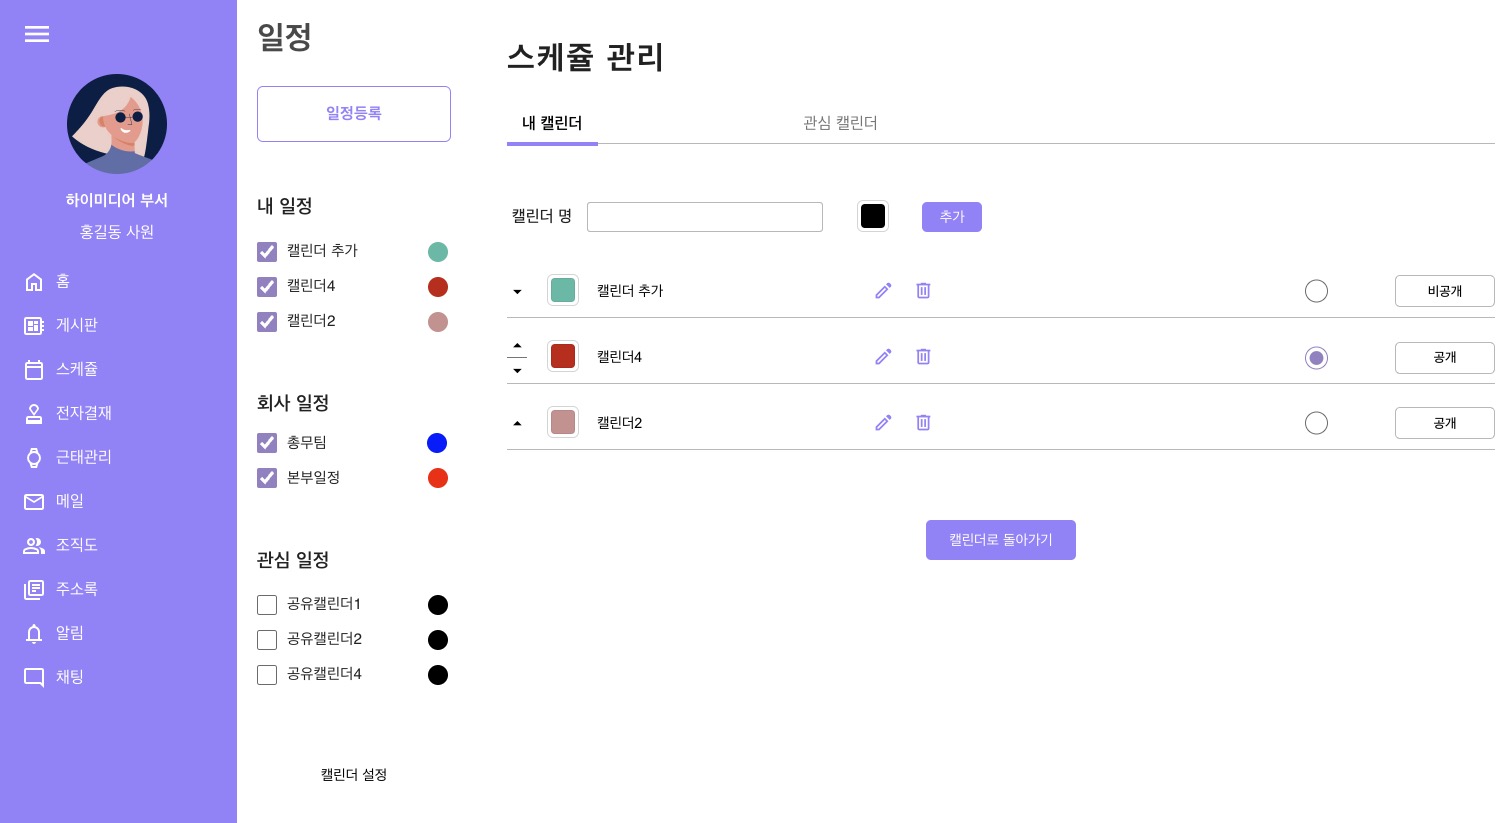 하이미디어 부서
홍길동 사원
홈
게시판
스케쥴
전자결재
근태관리
메일
조직도
주소록
알림
채팅
일정
일정등록
내 일정
캘린더 추가
캘린더4
캘린더2
회사 일정
총무팀
본부일정
관심 일정
공유캘린더1
공유캘린더2
공유캘린더4
캘린더 설정
스케쥴 관리
내 캘린더 관심 캘린더
캘린더 명 추가
캘린더 추가 비공개
캘린더4 공개
캘린더2 공개
캘린더로 돌아가기